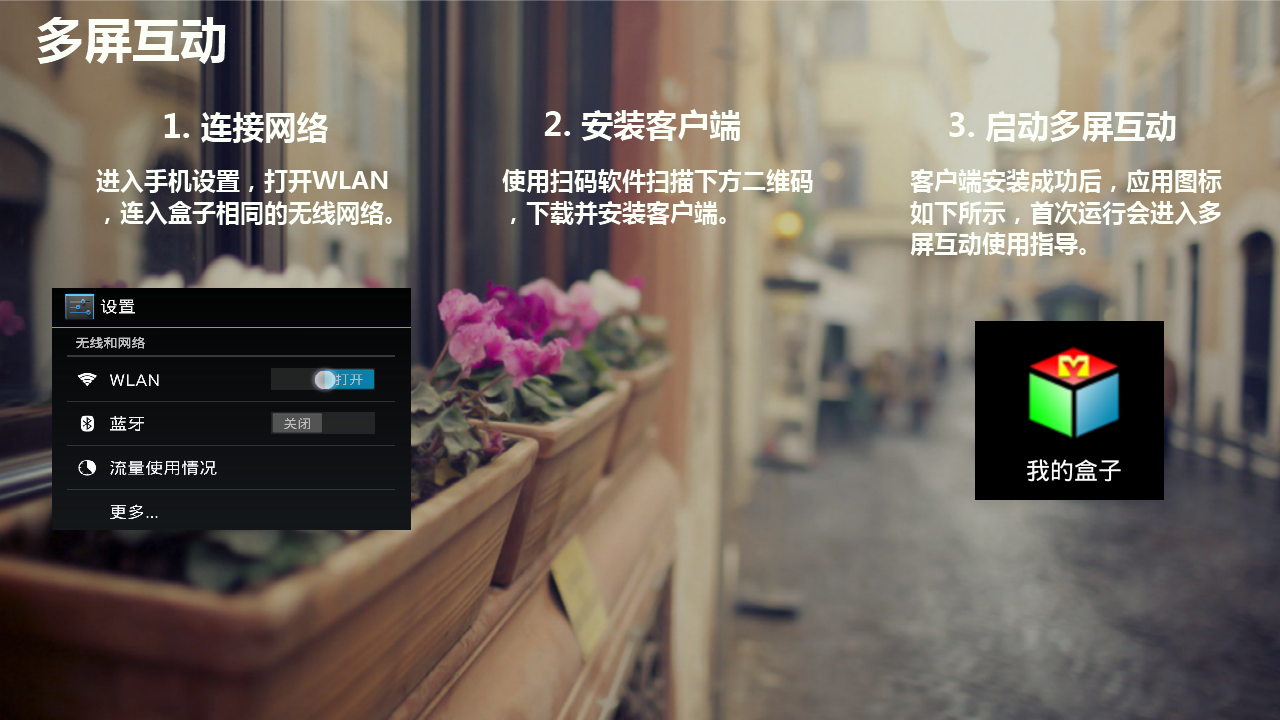 多屏互动
1. 连接网络
进入手机设置，打开WLAN
，连入盒子相同的无线网络。
设置
无线和网络
WLAN 打开
蓝牙 关闭
流量使用情况
更多...
2. 安装客户端
使用扫码软件扫描下方二维码
，下载并安装客户端。
3. 启动多屏互动
客户端安装成功后，应用图标
如下所示，首次运行会进入多
屏互动使用指导。
我的盒子